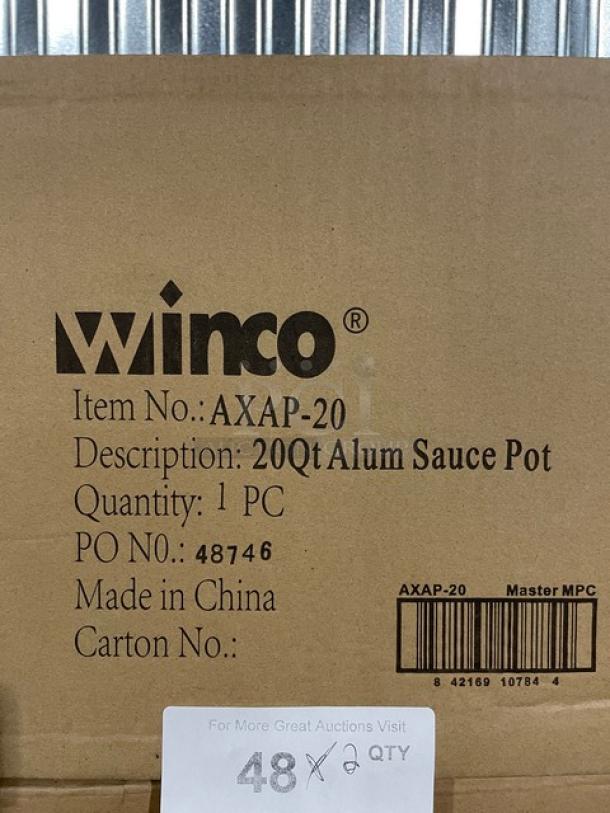 Winco®
Item No.: AXAP-20
Description: 20Qt Alum Sauce Pot
Quantity: 1 PC
PO N0.: 48746
Made in China
Carton No.:
AXAP-20 Master MPC
8 42169 10784 4
For More Great Auctions Visit
48 x 2 QTY